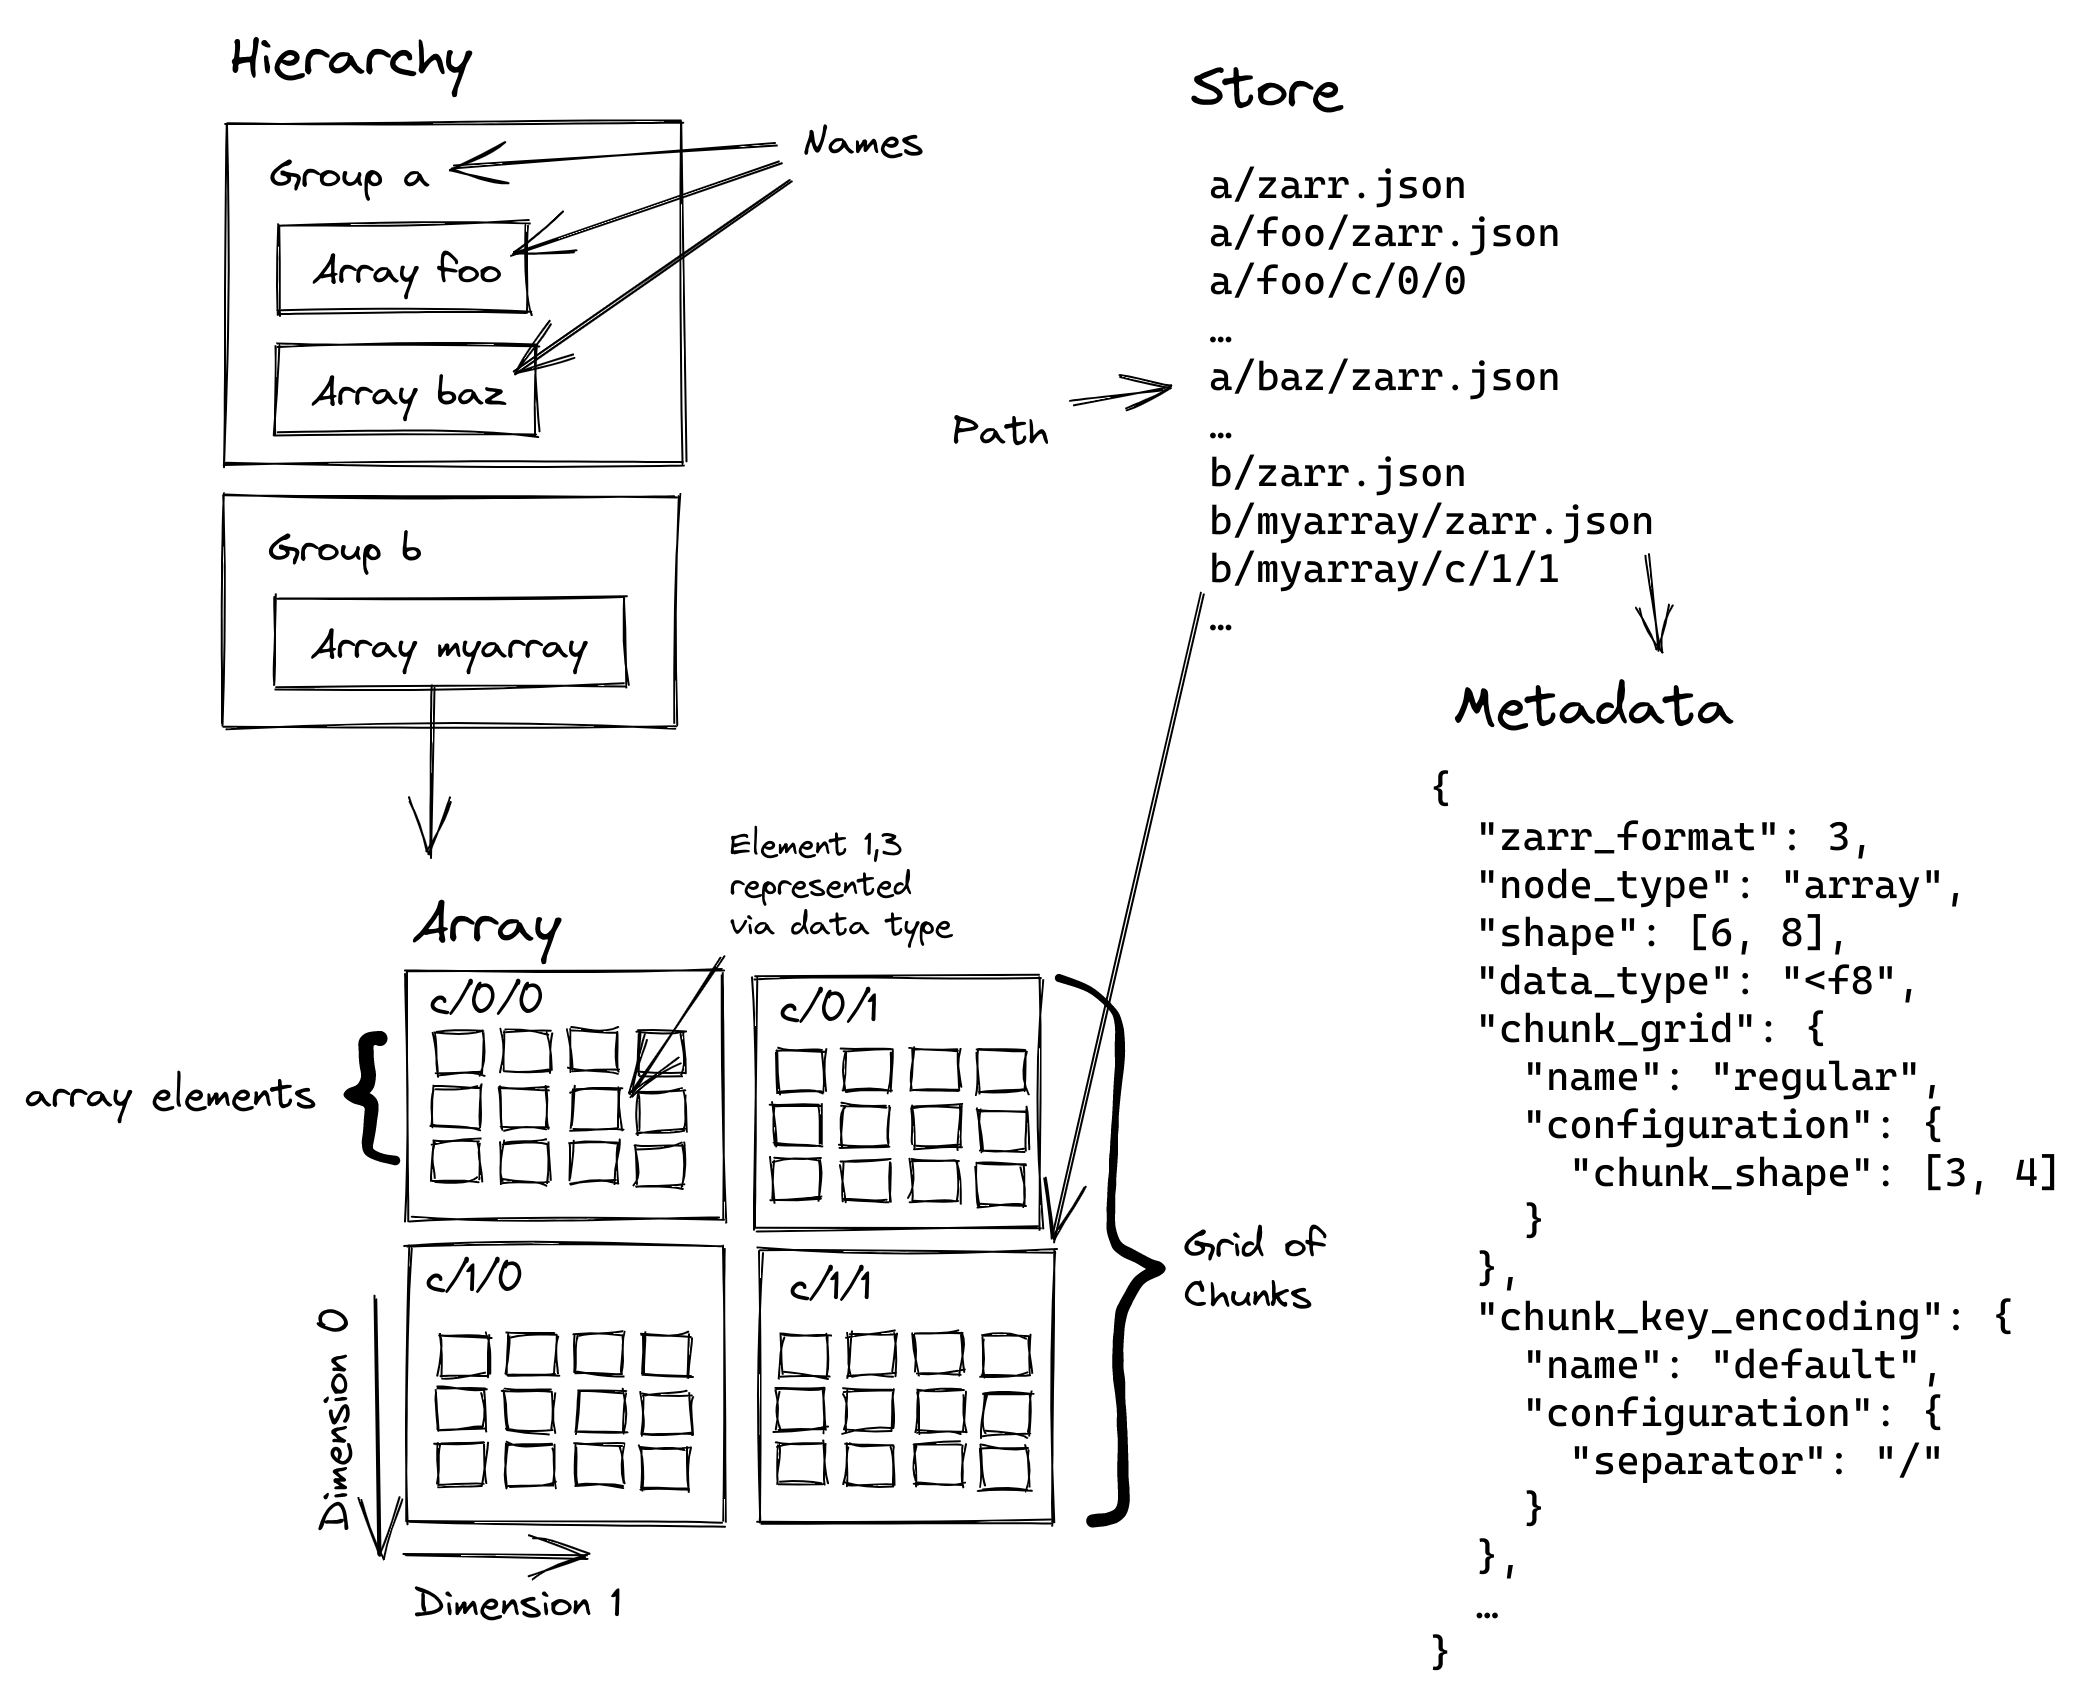 Hierarchy
Group a
Names
Array foo
Array baz
Group b
Array myarray
Store
a/zarr.json
a/foo/zarr.json
a/foo/c/0/0
…
a/baz/zarr.json
…
b/zarr.json
b/myarray/zarr.json
b/myarray/c/1/1
…
Path
Metadata
{
"zarr_format": 3,
"node_type": "array",
"shape": [6, 8],
"data_type": "<f8",
"chunk_grid": {
"name": "regular",
"configuration": {
"chunk_shape": [3, 4]
}
},
"chunk_key_encoding": {
"name": "default",
"configuration": {
"separator": "/"
}
},
…
}
Element 1,3
represented
via data type
Array
c/0/0
c/0/1
array elements
c/1/0
c/1/1
Grid of
Chunks
Dimension 0
Dimension 1